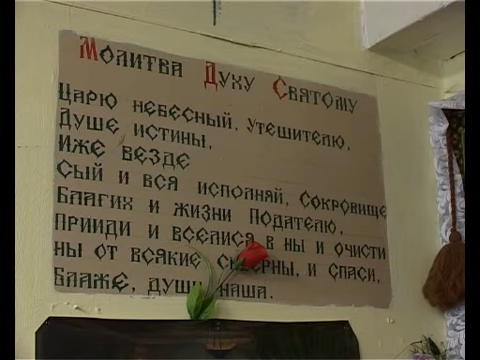 Молитва Духу Святому
Царю небесный, утешителю,
Душе истины,
Иже везде
Сый и вся исполняй, Сокровище
Благих и жизни Подателю,
Прииди и вселися в ны и очисти
ны от всякие скверны, и спаси,
Блаже, души наша.